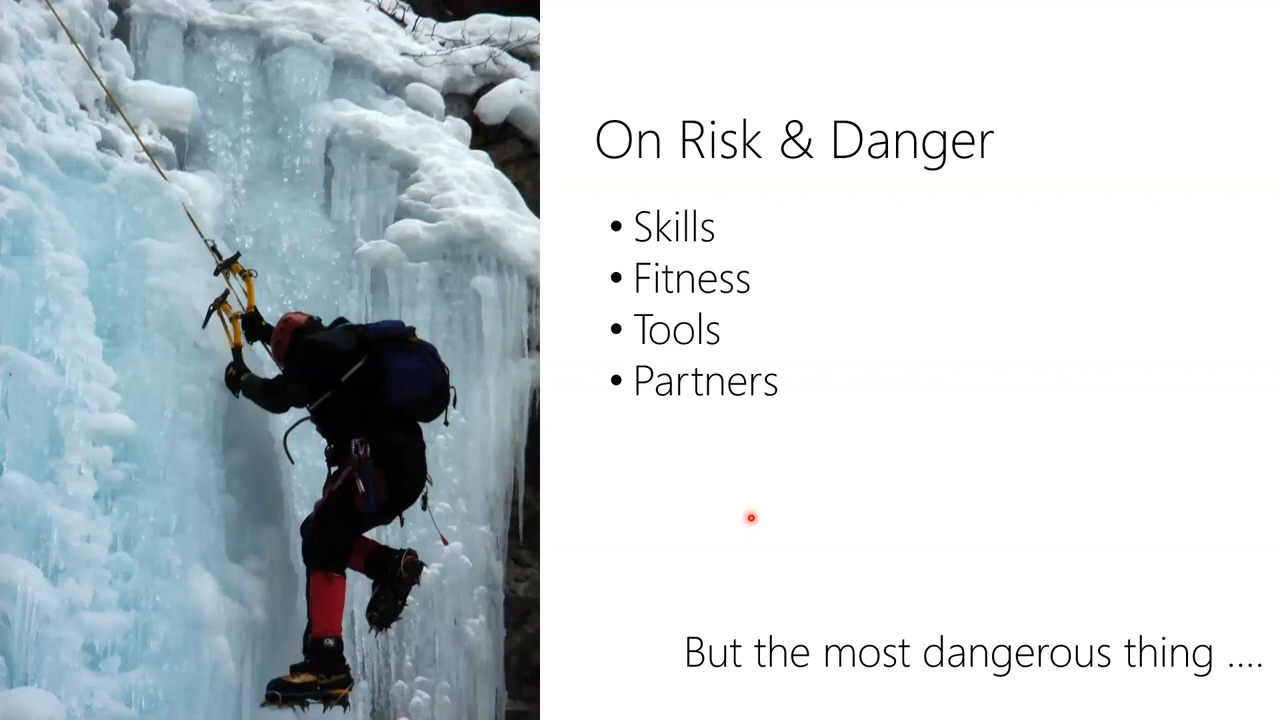 On Risk & Danger
• Skills
• Fitness
• Tools
• Partners
But the most dangerous thing ....